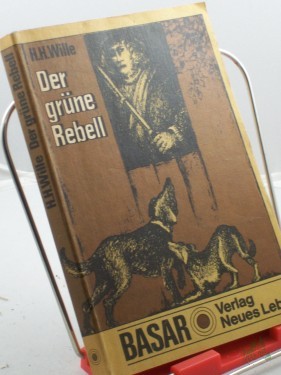 H.H.Wille Der grüne Rebell
H.H.Wille
Der
grüne
Rebell
BASAR
Verlag
Neues Leb